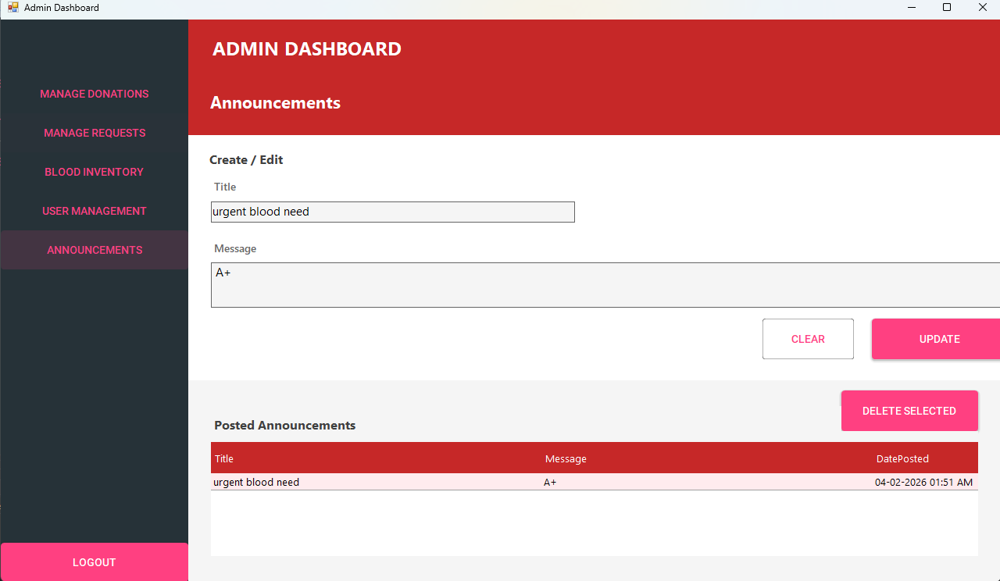 Admin Dashboard
ADMIN DASHBOARD
Announcements
MANAGE DONATIONS
MANAGE REQUESTS
BLOOD INVENTORY
USER MANAGEMENT
ANNOUNCEMENTS
LOGOUT
Create / Edit
Title
urgent blood need
Message
A+
CLEAR UPDATE
DELETE SELECTED
Posted Announcements
Title Message DatePosted
urgent blood need A+ 04-02-2026 01:51 AM